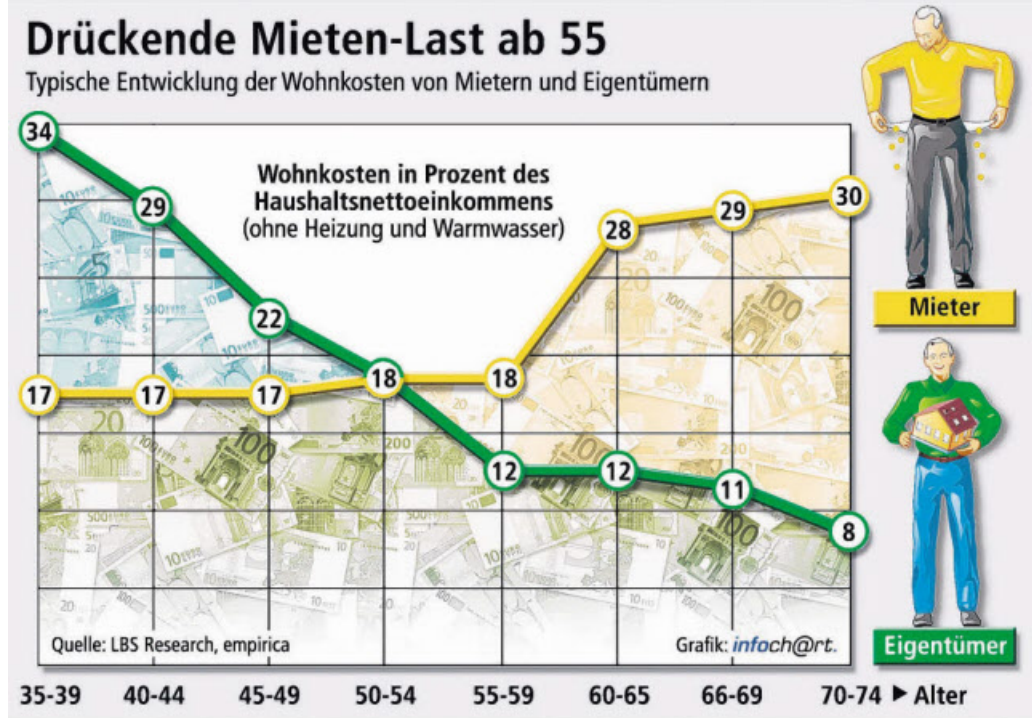 Drückende Mieten-Last ab 55
Typische Entwicklung der Wohnkosten von Mietern und Eigentümern
Wohnkosten in Prozent des
Haushaltsnettoeinkommens
(ohne Heizung und Warmwasser)
34
29
22
18
12
12
11
8
17
17
17
18
28
29
30
Mieter
Eigentümer
Quelle: LBS Research, empirica
Grafik: infoch@rt.
35-39 40-44 45-49 50-54 55-59 60-65 66-69 70-74 ▶ Alter